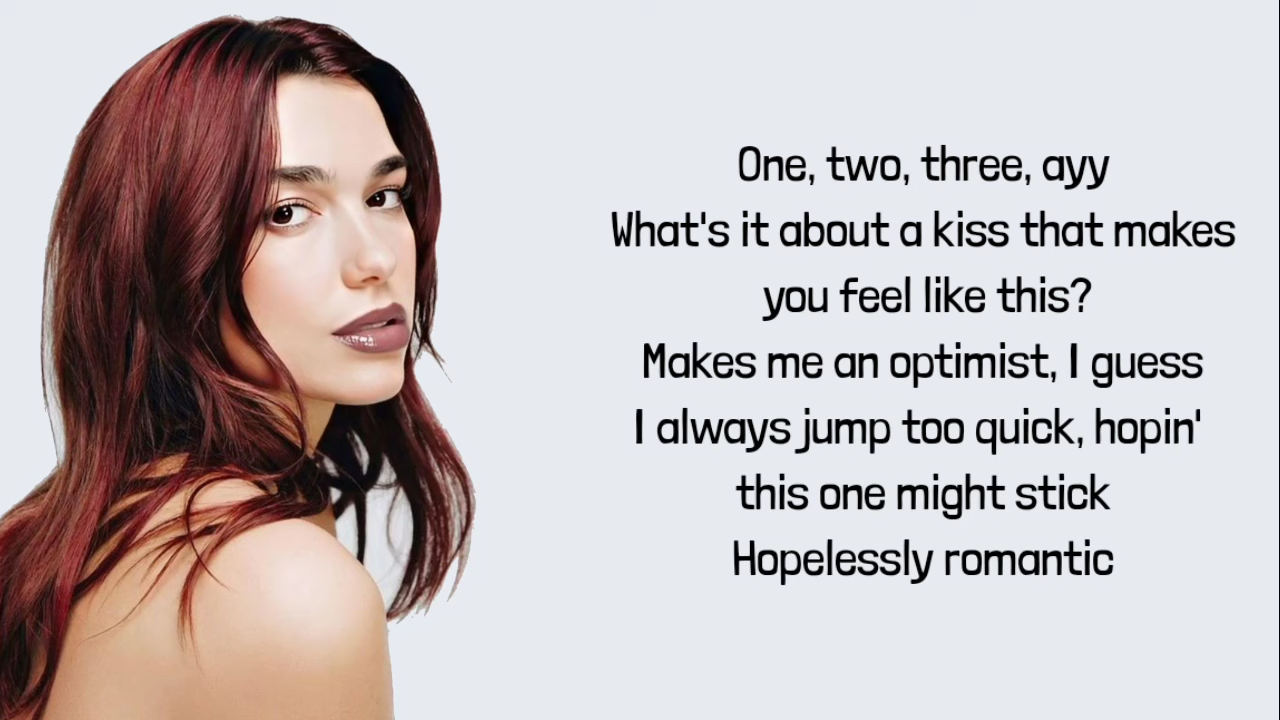 One, two, three, ayy
What's it about a kiss that makes
you feel like this?
Makes me an optimist, I guess
I always jump too quick, hopin'
this one might stick
Hopelessly romantic